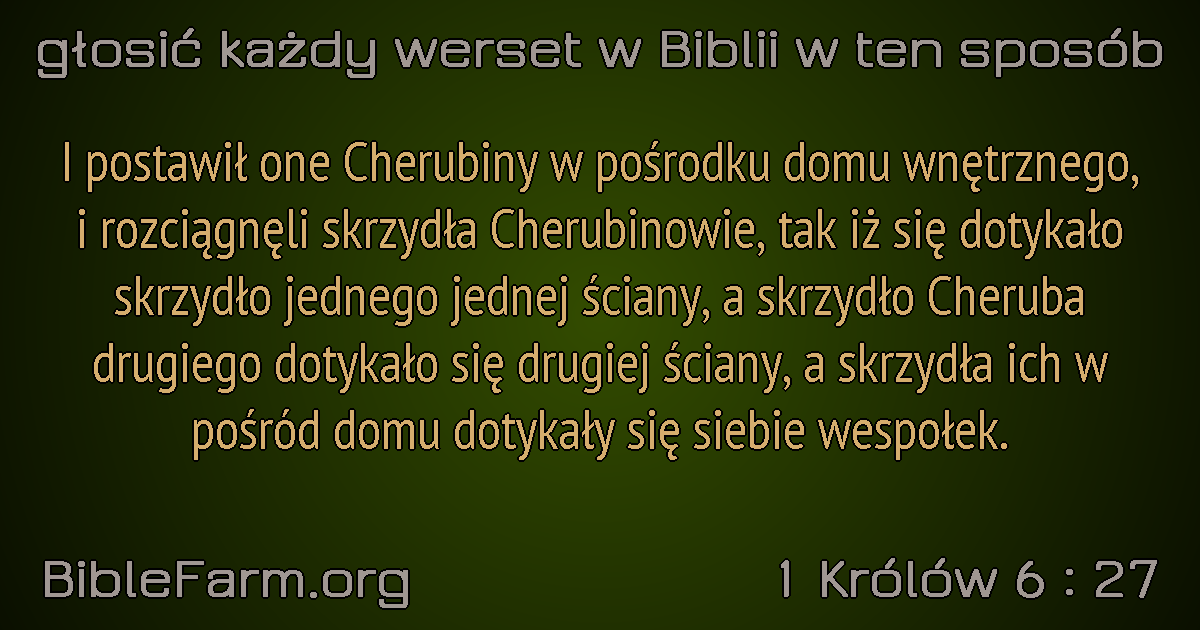 głosić każdy werset w Biblii w ten sposób
I postawił one Cherubiny w pośrodku domu wnętrznego,
i rozciągnęli skrzydła Cherubinowie, tak iż się dotykało
skrzydło jednego jednej ściany, a skrzydło Cheruba
drugiego dotykało się drugiej ściany, a skrzydła ich w
pośród domu dotykały się siebie wespołek.
BibleFarm.org
1 Królów 6 : 27